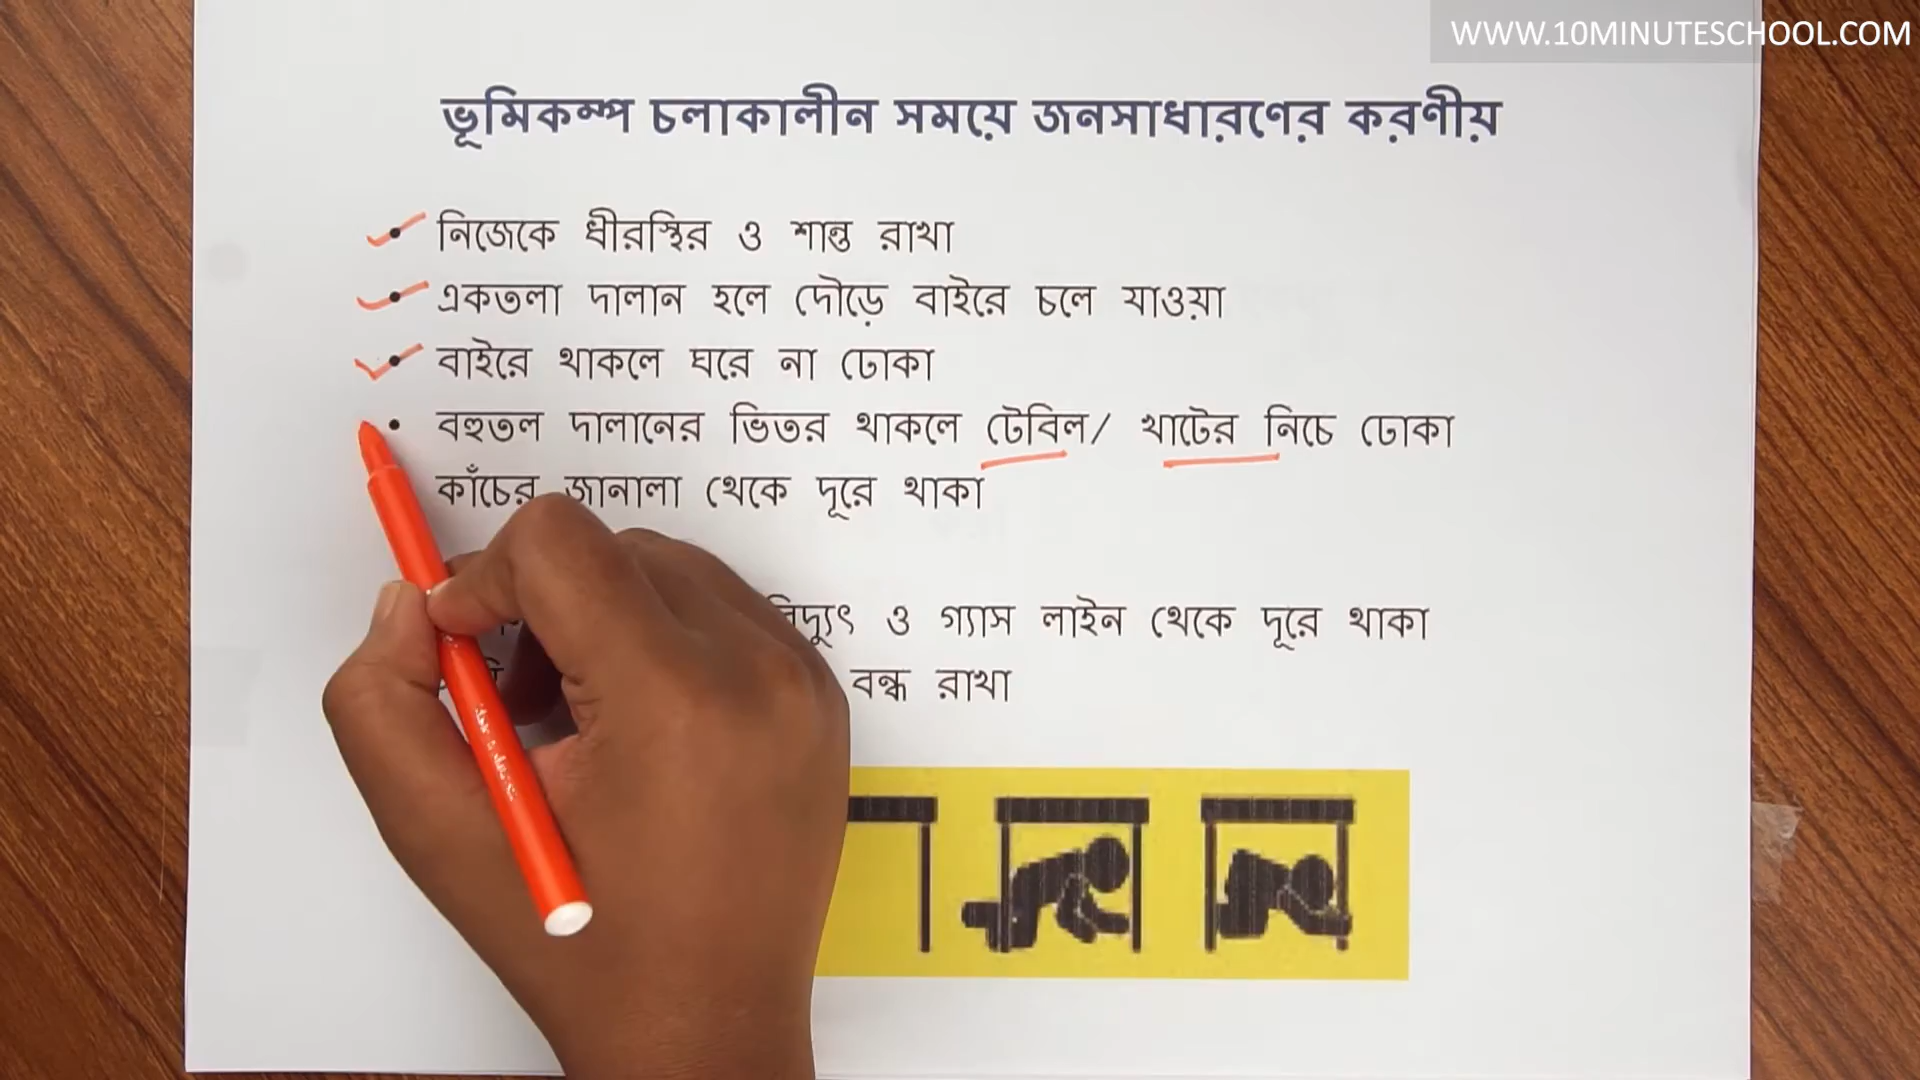 WWW.10MINUTESCHOOL.COM
ভূমিকম্প চলাকালীন সময়ে জনসাধারণের করণীয়
• নিজেকে ধীরস্থির ও শান্ত রাখা
• একতলা দালান হলে দৌড়ে বাইরে চলে যাওয়া
• বাইরে থাকলে ঘরে না ঢোকা
• বহুতল দালানের ভিতর থাকলে টেবিল/ খাটের নিচে ঢোকা
কাঁচের জানালা থেকে দূরে থাকা
বিদ্যুৎ ও গ্যাস লাইন থেকে দূরে থাকা
বন্ধ রাখা